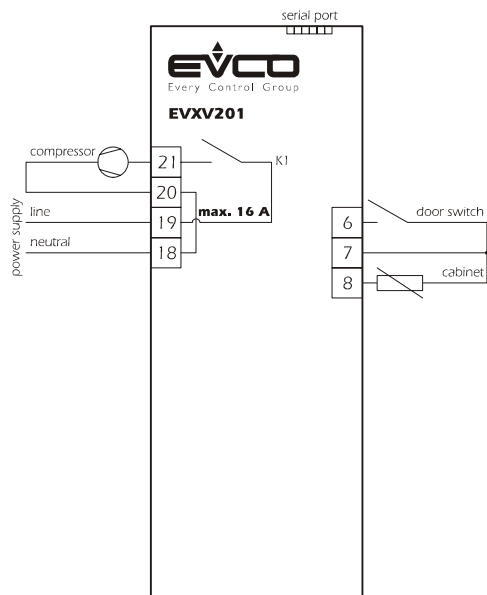 serial port
EVCO
Every Control Group
EVXV201
compressor
21
K1
20
line
19
max. 16 A
6
door switch
neutral
18
7
power supply
8
cabinet